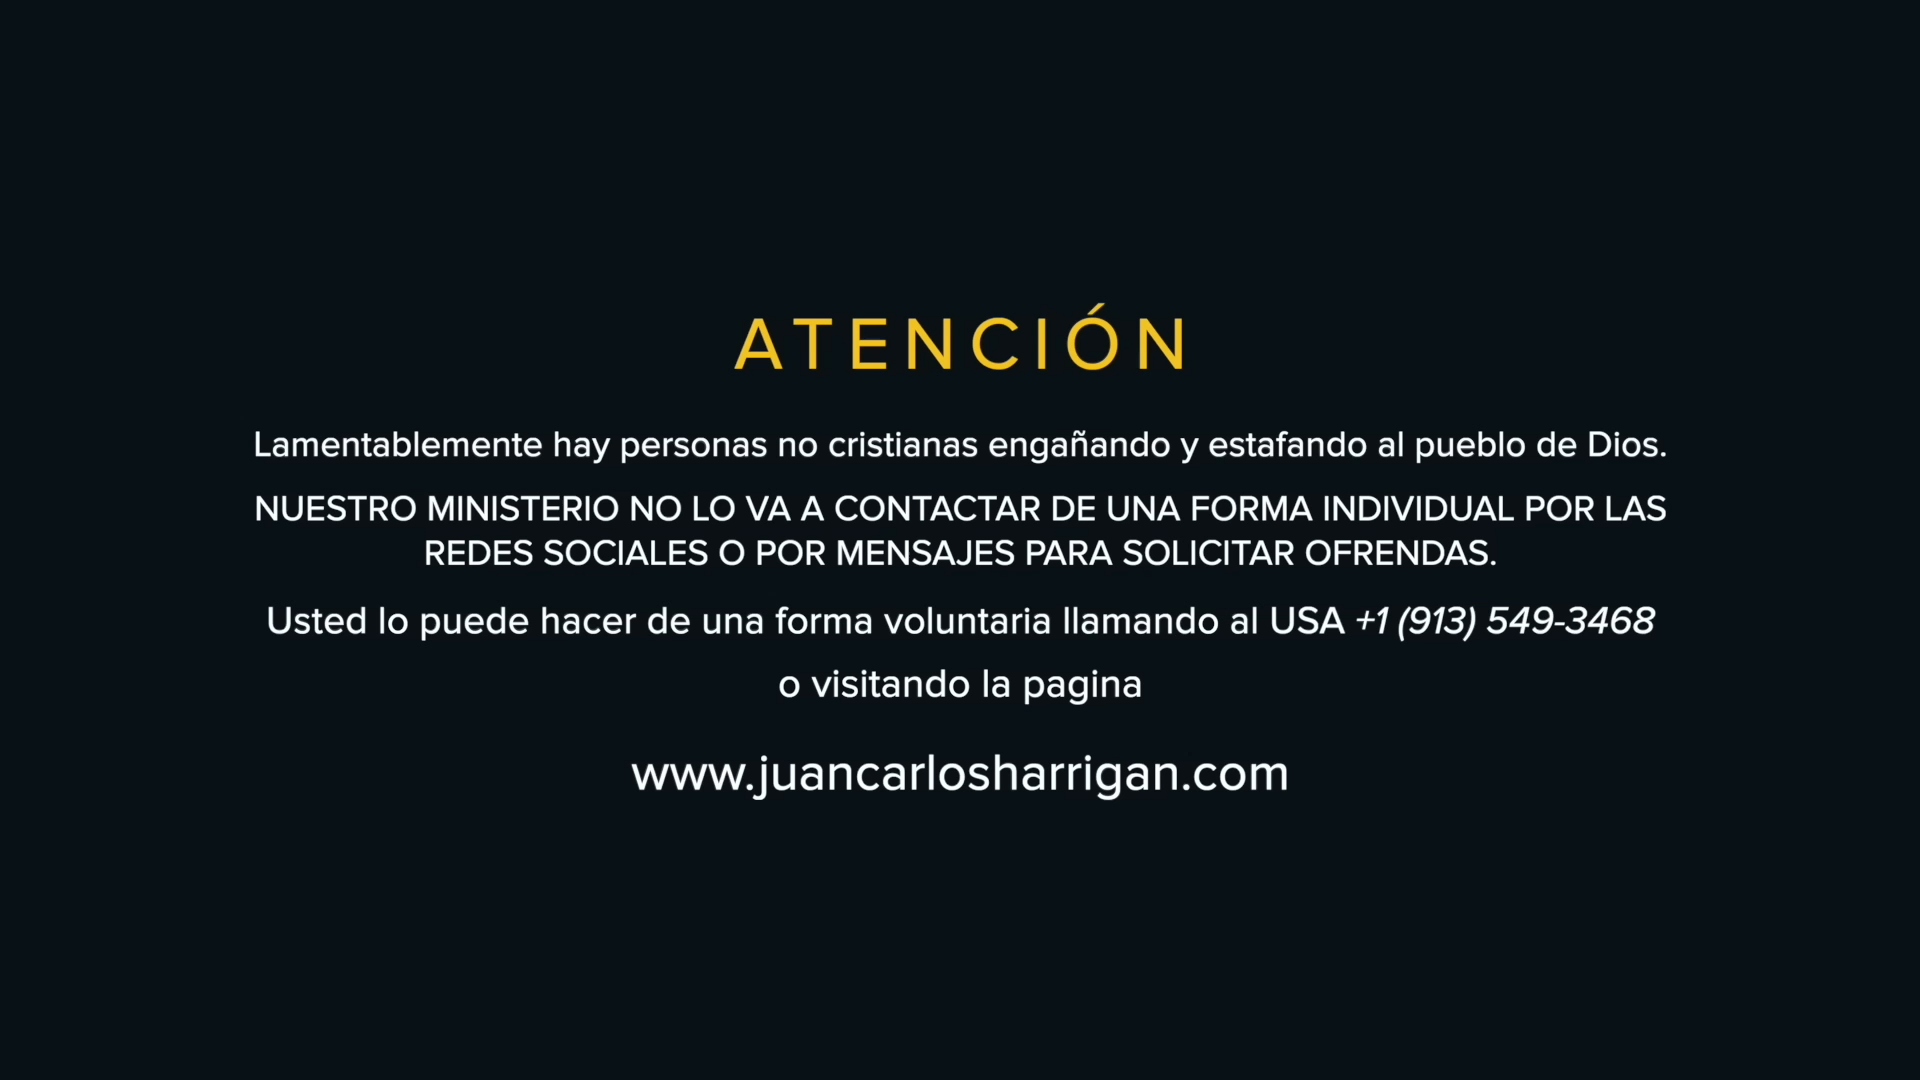 ATENCIÓN
Lamentablemente hay personas no cristianas engañando y estafando al pueblo de Dios.
NUESTRO MINISTERIO NO LO VA A CONTACTAR DE UNA FORMA INDIVIDUAL POR LAS
REDES SOCIALES O POR MENSAJES PARA SOLICITAR OFRENDAS.
Usted lo puede hacer de una forma voluntaria llamando al USA +1 (913) 549-3468
o visitando la pagina
www.juancarlosharrigan.com